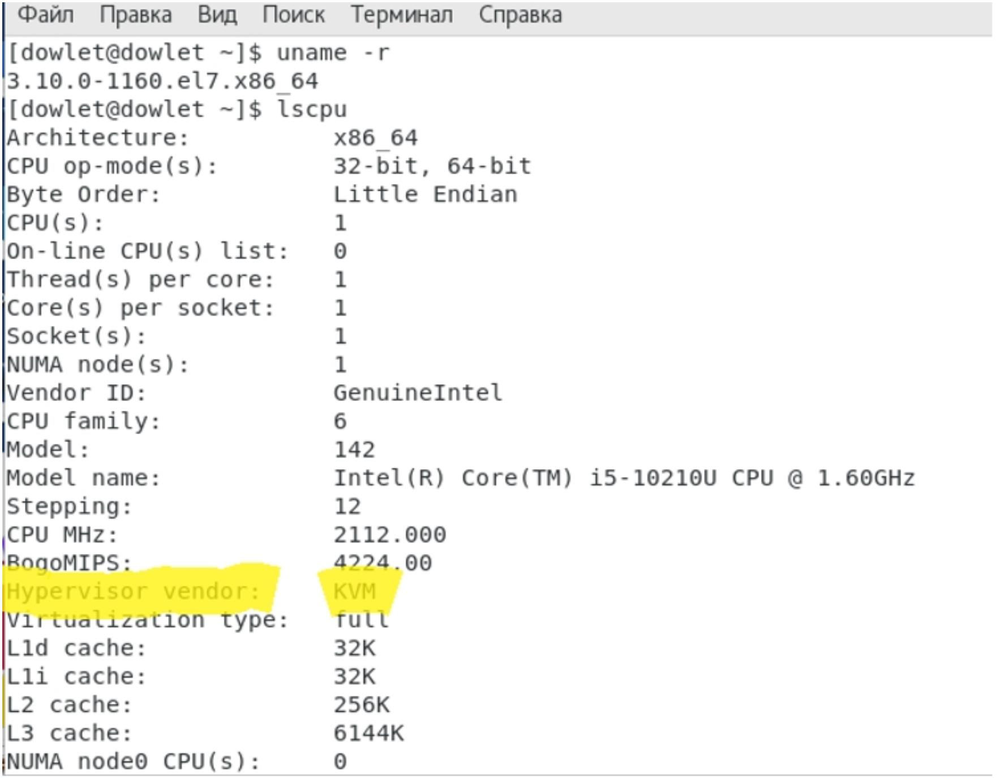 Файл Правка Вид Поиск Терминал Справка
[dowlet@dowlet ~]$ uname -r
3.10.0-1160.el7.x86_64
[dowlet@dowlet ~]$ lscpu
Architecture: x86_64
CPU op-mode(s): 32-bit, 64-bit
Byte Order: Little Endian
CPU(s): 1
On-line CPU(s) list: 0
Thread(s) per core: 1
Core(s) per socket: 1
Socket(s): 1
NUMA node(s): 1
Vendor ID: GenuineIntel
CPU family: 6
Model: 142
Model name: Intel(R) Core(TM) i5-10210U CPU @ 1.60GHz
Stepping: 12
CPU MHz: 2112.000
BogoMIPS: 4224.00
Hypervisor vendor: KVM
Virtualization type: full
L1d cache: 32K
L1i cache: 32K
L2 cache: 256K
L3 cache: 6144K
NUMA node0 CPU(s): 0